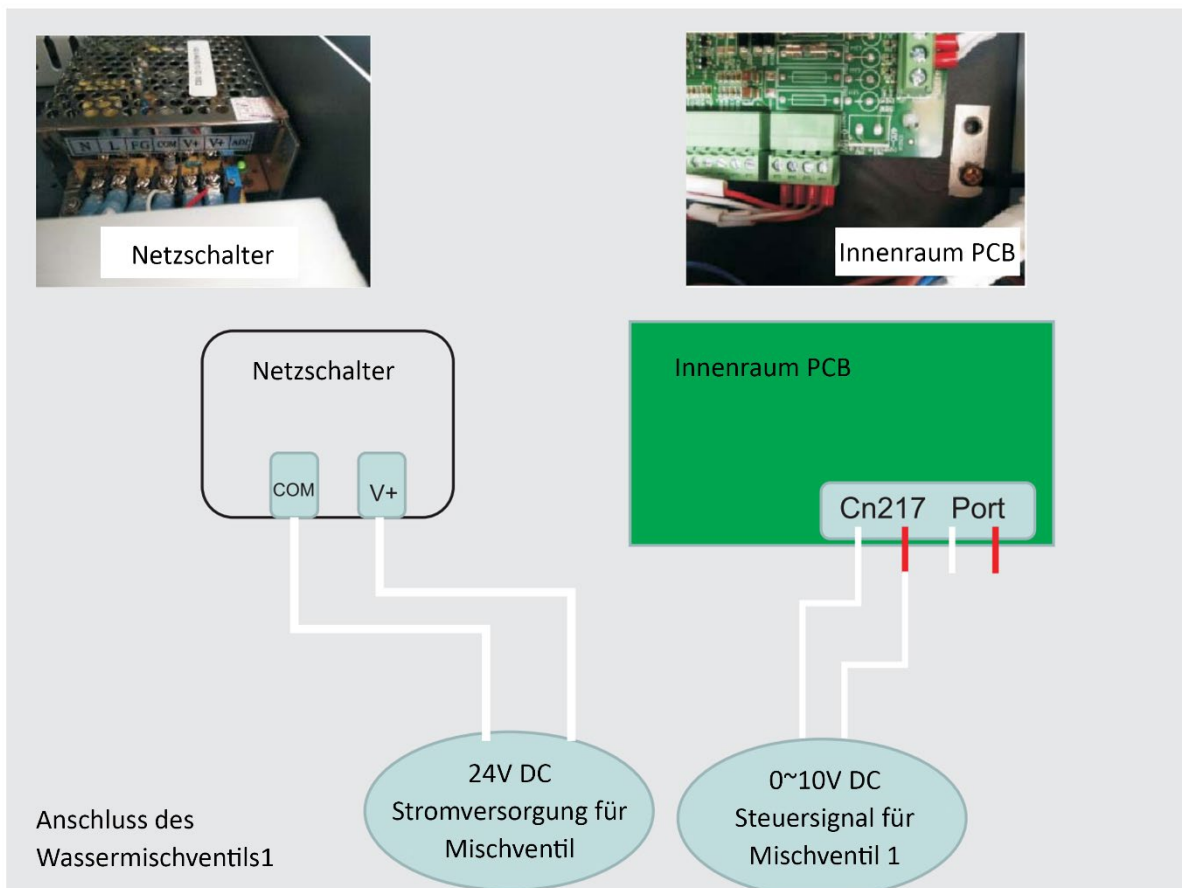 N L FG COM V+ V+ ADJ
Netzschalter
Innenraum PCB
Netzschalter
COM
V+
Innenraum PCB
Cn217 Port
24V DC
Stromversorgung für
Mischventil
0~10V DC
Steuersignal für
Mischventil 1
Anschluss des
Wassermischventils1